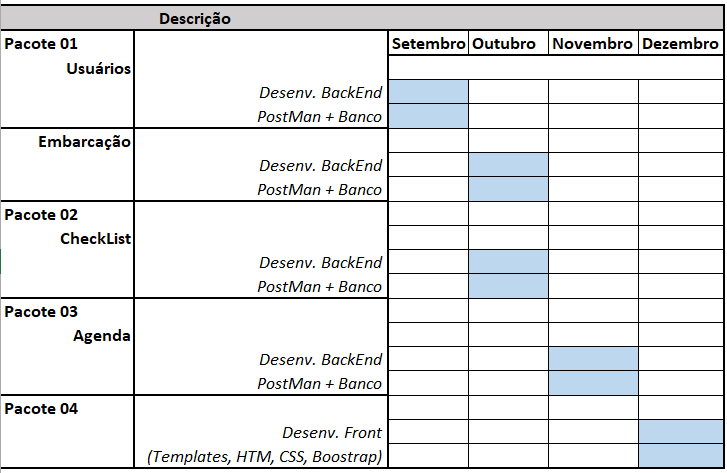 Descrição
Pacote 01 Setembro Outubro Novembro Dezembro
Usuários
Desenv. BackEnd
PostMan + Banco
Embarcação
Desenv. BackEnd
PostMan + Banco
Pacote 02
CheckList
Desenv. BackEnd
PostMan + Banco
Pacote 03
Agenda
Desenv. BackEnd
PostMan + Banco
Pacote 04
Desenv. Front
(Templates, HTM, CSS, Boostrap)